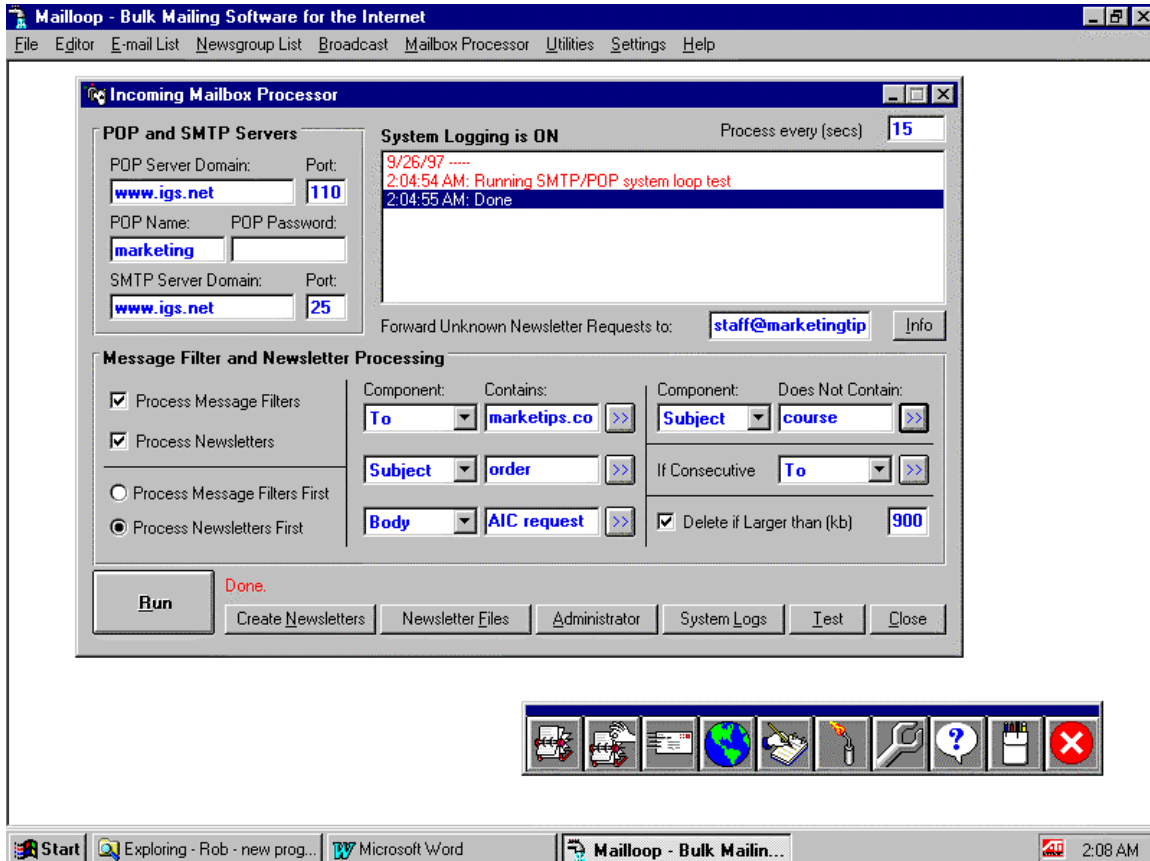 Mailloop - Bulk Mailing Software for the Internet
File Editor E-mail List Newsgroup List Broadcast Mailbox Processor Utilities Settings Help
Incoming Mailbox Processor
POP and SMTP Servers
System Logging is ON
Process every (secs) 15
POP Server Domain: Port:
www.igs.net 110
POP Name: POP Password:
marketing
SMTP Server Domain: Port:
www.igs.net 25
9/26/97 -----
2:04:54 AM: Running SMTP/POP system loop test
2:04:55 AM: Done
Forward Unknown Newsletter Requests to: staff@marketingtip Info
Message Filter and Newsletter Processing
Process Message Filters
Process Newsletters
Process Message Filters First
Process Newsletters First
Component: Contains:
To marketips.co >>
Subject order >>
Body AIC request >>
Component: Does Not Contain:
Subject course >>
If Consecutive To >>
Delete if Larger than (kb) 900
Run
Done.
Create Newsletters Newsletter Files Administrator System Logs Test Close
?
Start Exploring - Rob - new prog... Microsoft Word Mailloop - Bulk Mailin... 2:08 AM